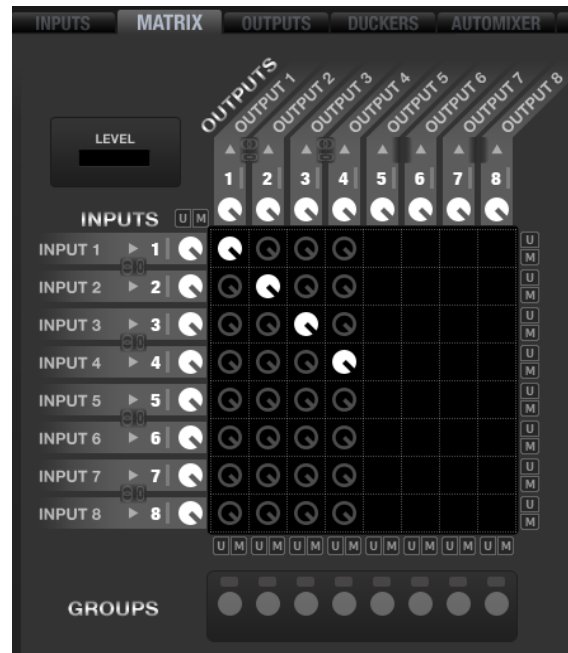 INPUTS MATRIX OUTPUTS DUCKERS AUTOMIXER
OUTPUTS OUTPUT 1 OUTPUT 2 OUTPUT 3 OUTPUT 4 OUTPUT 5 OUTPUT 6 OUTPUT 7 OUTPUT 8
LEVEL
1 2 3 4 5 6 7 8
INPUTS U M
INPUT 1 1 U M
INPUT 2 2 U M
INPUT 3 3 U M
INPUT 4 4 U M
INPUT 5 5 U M
INPUT 6 6 U M
INPUT 7 7 U M
INPUT 8 8 U M
U M U M U M U M U M U M U M U M
GROUPS